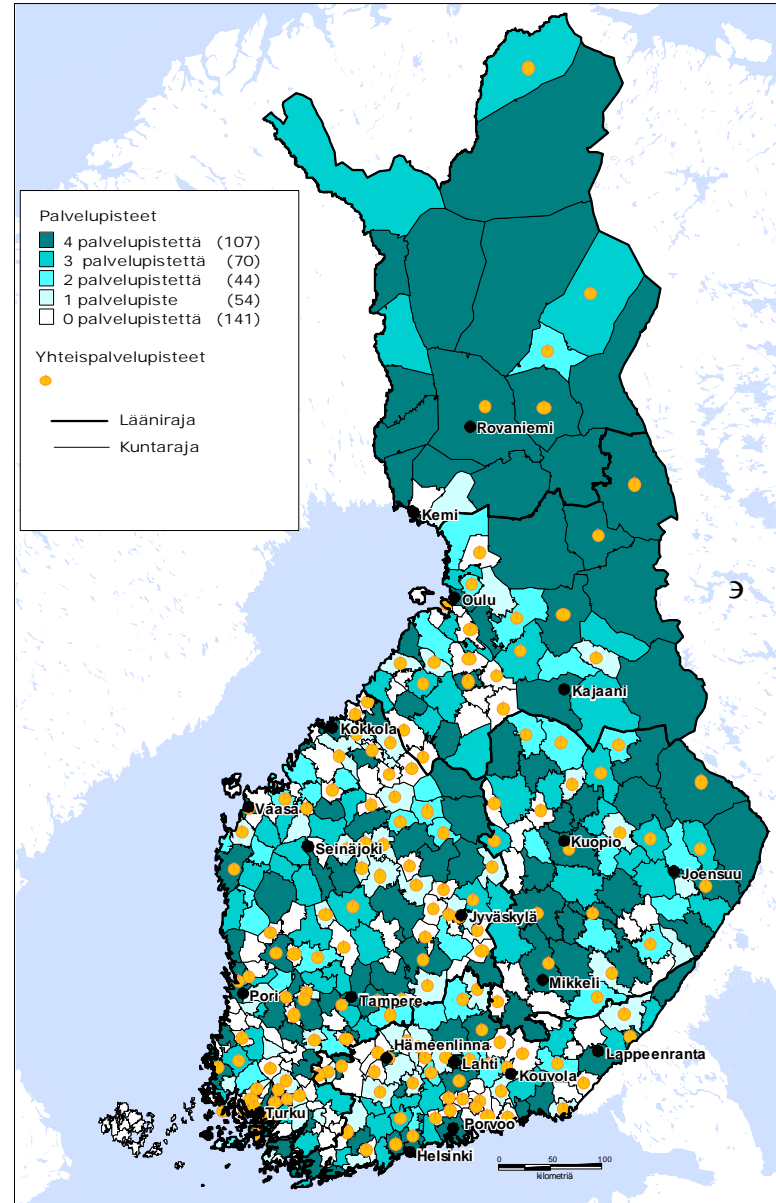 Palvelupisteet
4 palvelupistettä (107)
3 palvelupistettä (70)
2 palvelupistettä (44)
1 palvelupiste (54)
0 palvelupistettä (141)
Yhteispalvelupisteet
Lääniraja
Kuntaraja
Rovaniemi
Kemi
Oulu
Kajaani
Kokkola
Vaasa
Kuopio
Seinäjoki
Joensuu
Jyväskylä
Mikkeli
Pori
Tampere
Hämeenlinna
Lappeenranta
Lahti
Kouvola
Turku
Porvoo
Helsinki
0 50 100
kilometriä